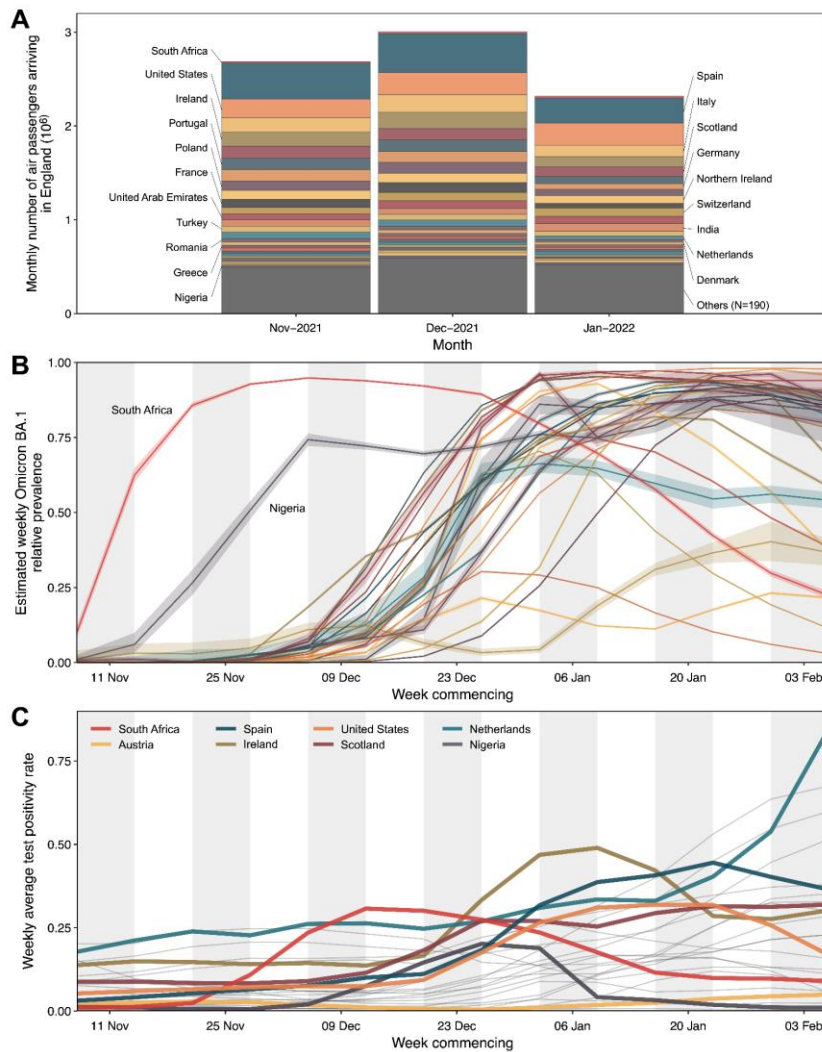 A
Monthly number of air passengers arriving
in England (10⁶)
3
2
1
0
South Africa
United States
Ireland
Portugal
Poland
France
United Arab Emirates
Turkey
Romania
Greece
Nigeria
Spain
Italy
Scotland
Germany
Northern Ireland
Switzerland
India
Netherlands
Denmark
Others (N=190)
Nov−2021 Dec−2021 Jan−2022
Month
B
Estimated weekly Omicron BA.1
relative prevalence
1.00
0.75
0.50
0.25
0.00
South Africa
Nigeria
11 Nov 25 Nov 09 Dec 23 Dec 06 Jan 20 Jan 03 Feb
Week commencing
C
Weekly average test positivity rate
0.75
0.50
0.25
0.00
South Africa Spain United States Netherlands
Austria Ireland Scotland Nigeria
11 Nov 25 Nov 09 Dec 23 Dec 06 Jan 20 Jan 03 Feb
Week commencing